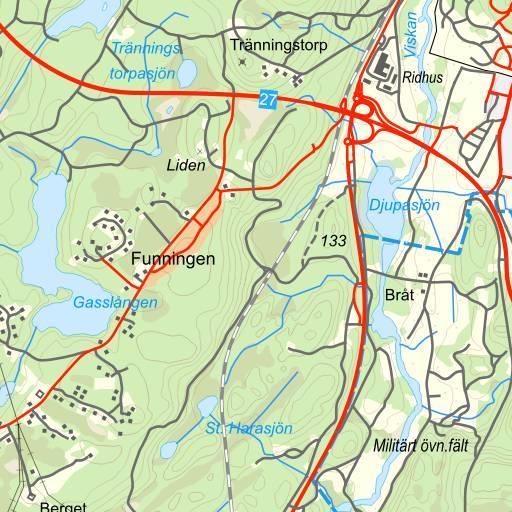 Viskan
Trännings.
torpasjön
Tränningstorp
Ridhus
27
Liden
Djupasjön
133
Funningen
Gasslången
Bråt
St. Harasjön
Militärt övn.fält
Berget